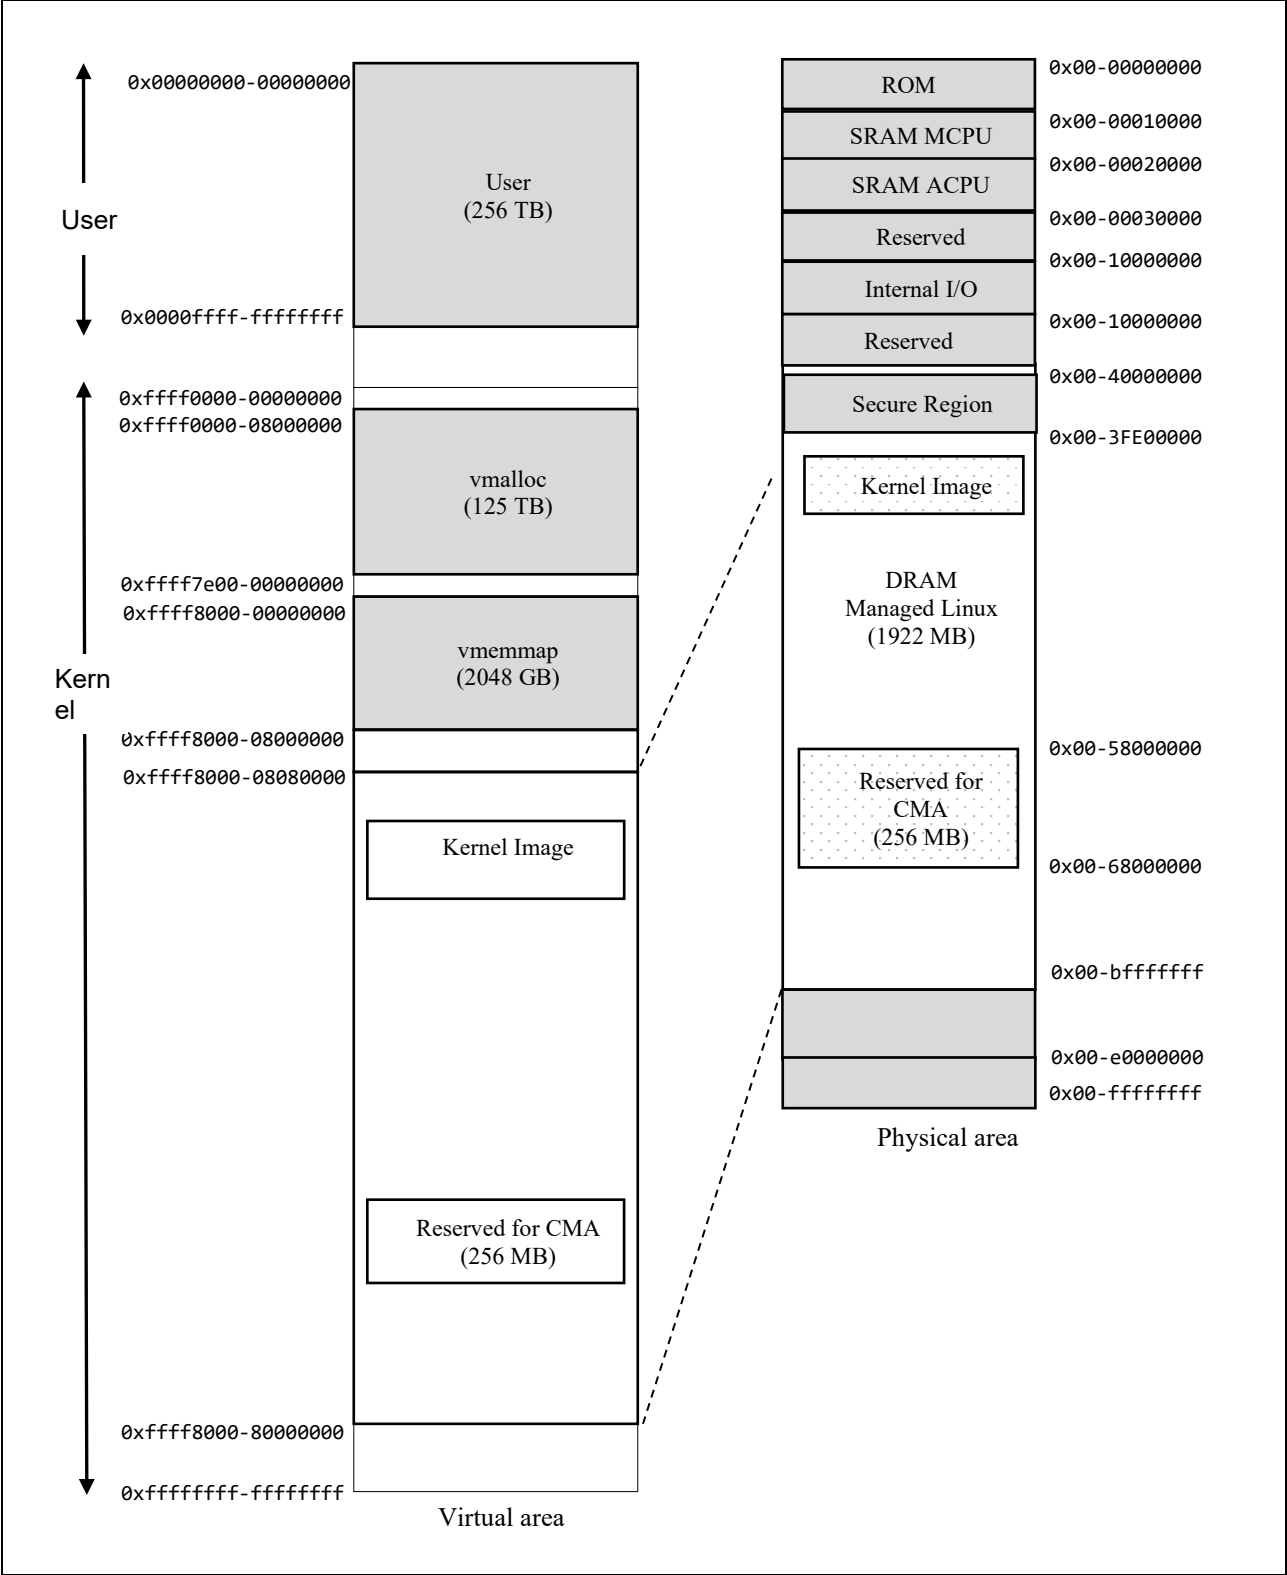 0x00000000-00000000
User
(256 TB)
User
0x0000ffff-ffffffff
0xffff0000-00000000
0xffff0000-08000000
vmalloc
(125 TB)
0xffff7e00-00000000
0xffff8000-00000000
vmemmap
(2048 GB)
Kern
el
0xffff8000-08000000
0xffff8000-08080000
Kernel Image
Reserved for CMA
(256 MB)
0xffff8000-80000000
0xffffffff-ffffffff
Virtual area
0x00-00000000
ROM
0x00-00010000
SRAM MCPU
0x00-00020000
SRAM ACPU
0x00-00030000
Reserved
0x00-10000000
Internal I/O
0x00-10000000
Reserved
0x00-40000000
Secure Region
0x00-3FE00000
Kernel Image
DRAM
Managed Linux
(1922 MB)
0x00-58000000
Reserved for
CMA
(256 MB)
0x00-68000000
0x00-bfffffff
0x00-e0000000
0x00-ffffffff
Physical area